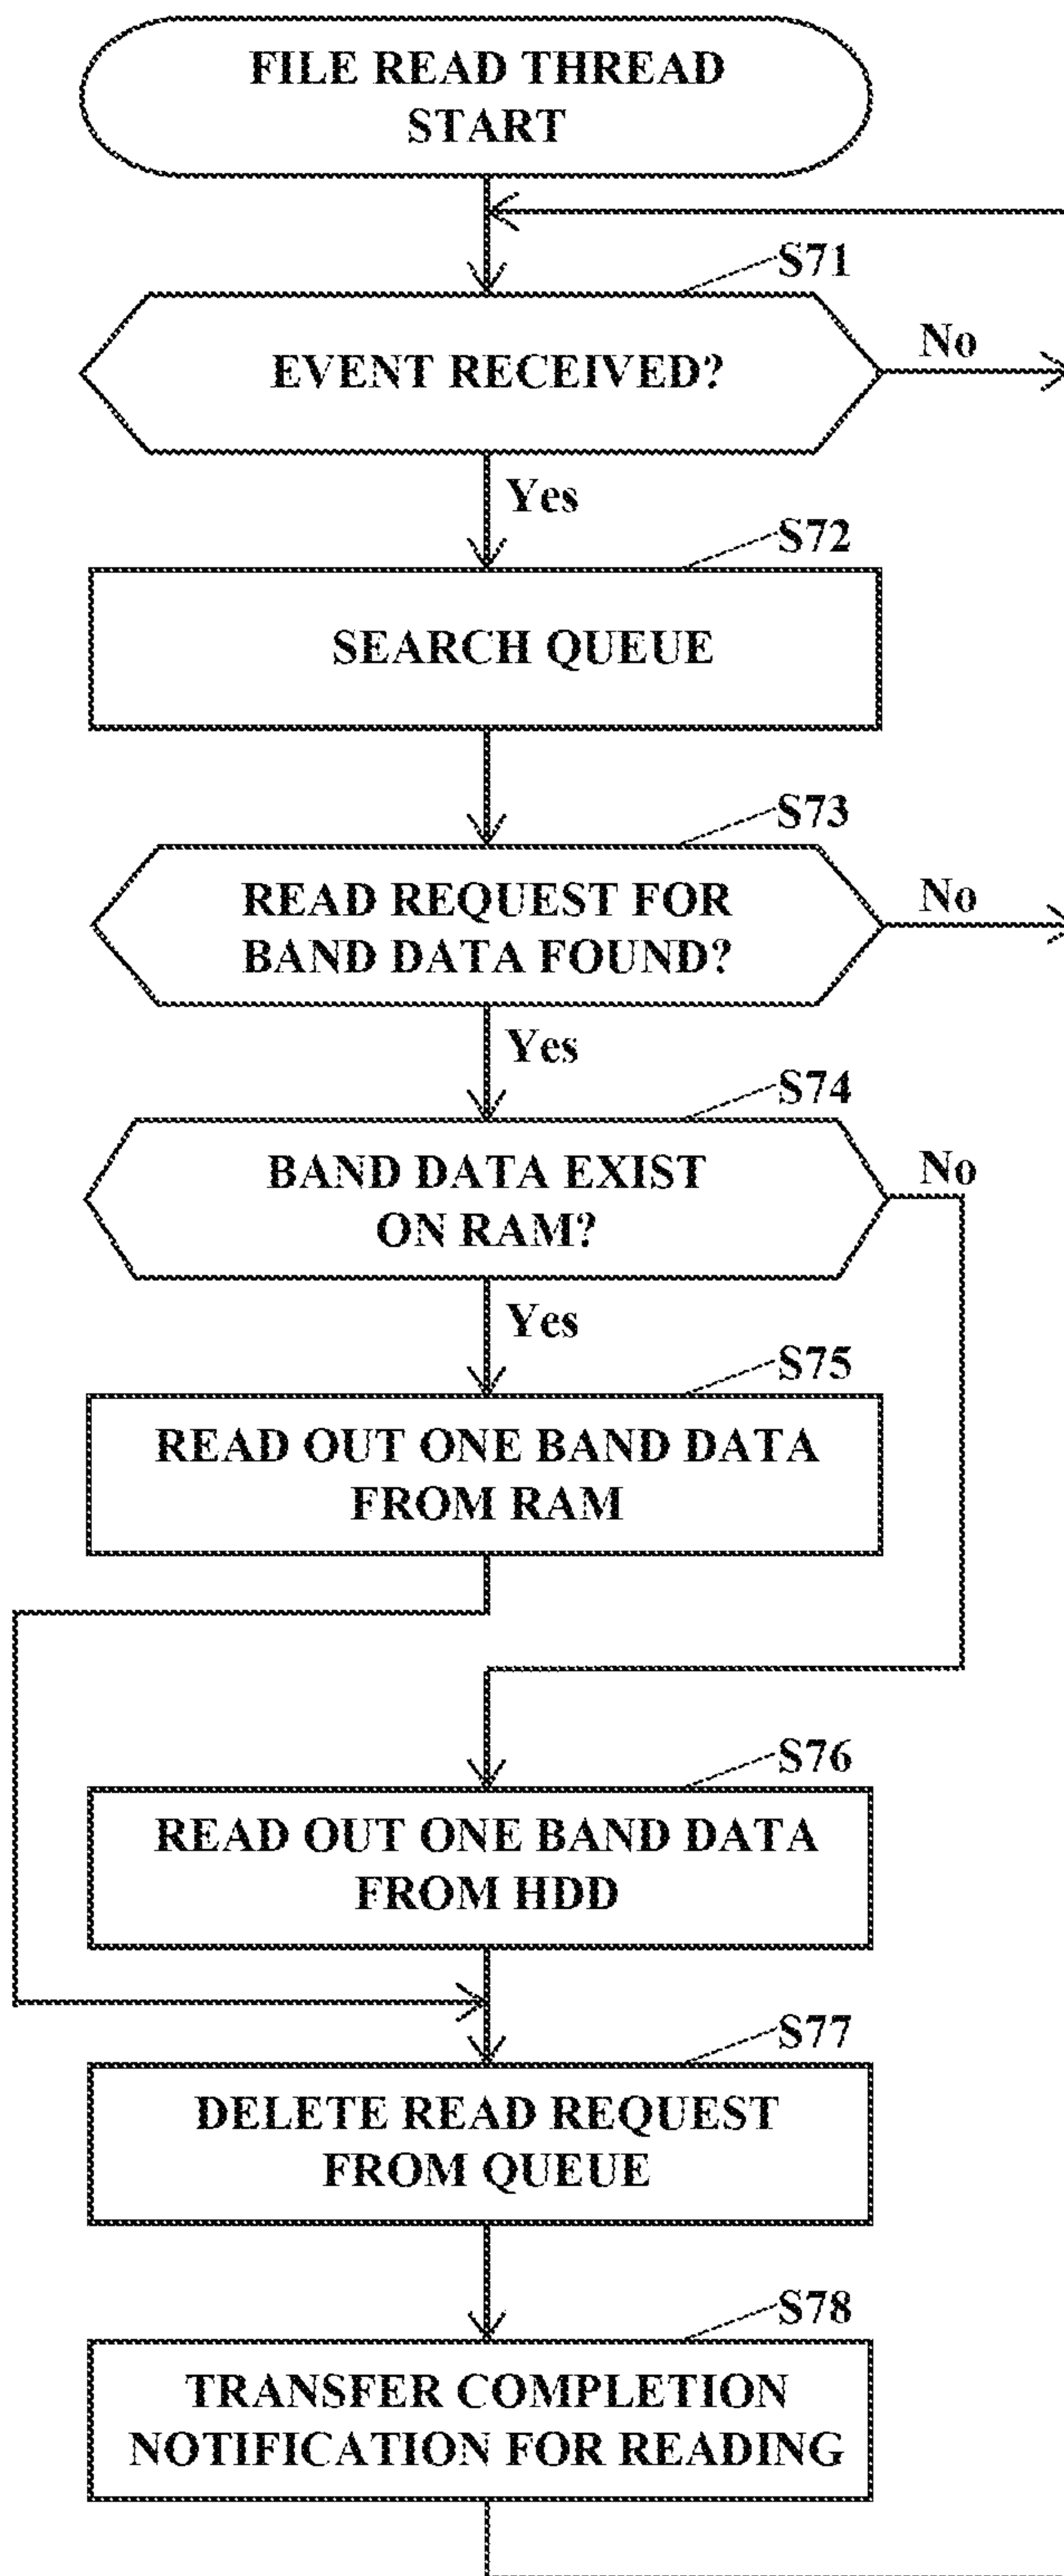 FILE READ THREAD
START
S71
EVENT RECEIVED?
No
Yes
S72
SEARCH QUEUE
S73
READ REQUEST FOR
BAND DATA FOUND?
No
Yes
S74
BAND DATA EXIST
ON RAM?
No
Yes
S75
READ OUT ONE BAND DATA
FROM RAM
S76
READ OUT ONE BAND DATA
FROM HDD
S77
DELETE READ REQUEST
FROM QUEUE
S78
TRANSFER COMPLETION
NOTIFICATION FOR READING